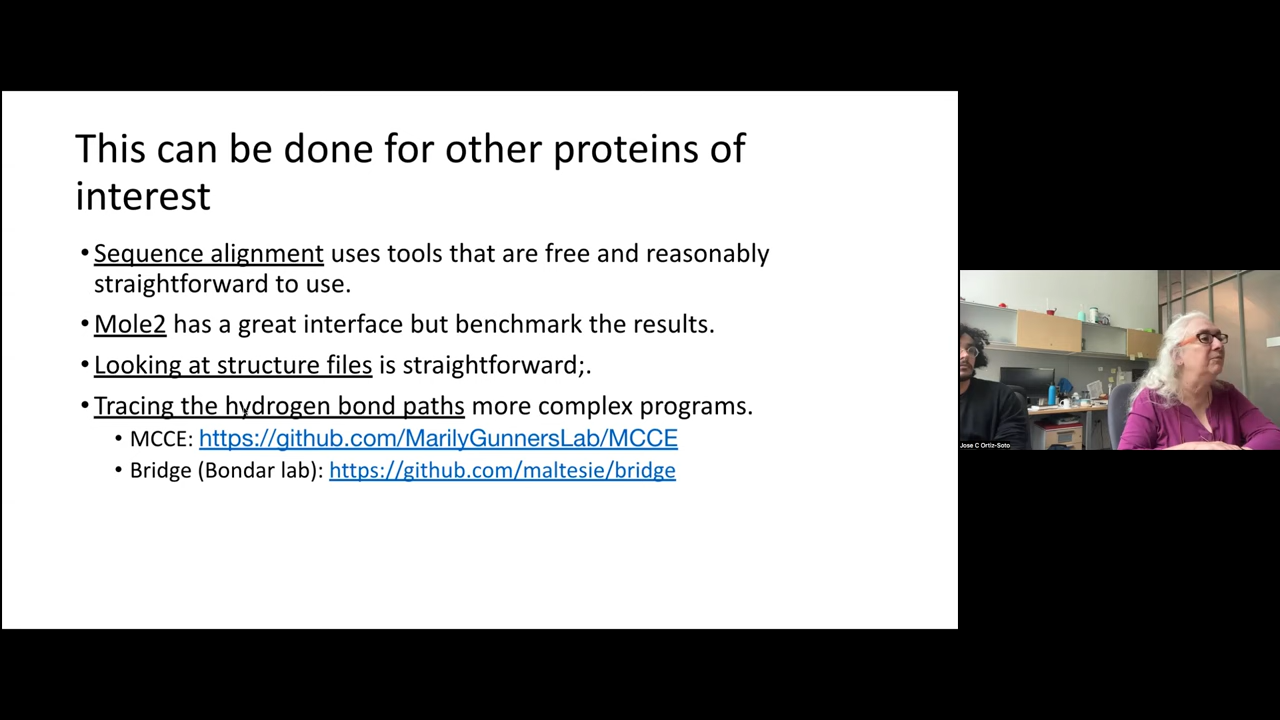 This can be done for other proteins of
interest
•Sequence alignment uses tools that are free and reasonably
straightforward to use.
•Mole2 has a great interface but benchmark the results.
•Looking at structure files is straightforward;.
•Tracing the hydrogen bond paths more complex programs.
• MCCE: https://github.com/MarilyGunnersLab/MCCE
• Bridge (Bondar lab): https://github.com/maltesie/bridge
Jose C Ortiz-Soto